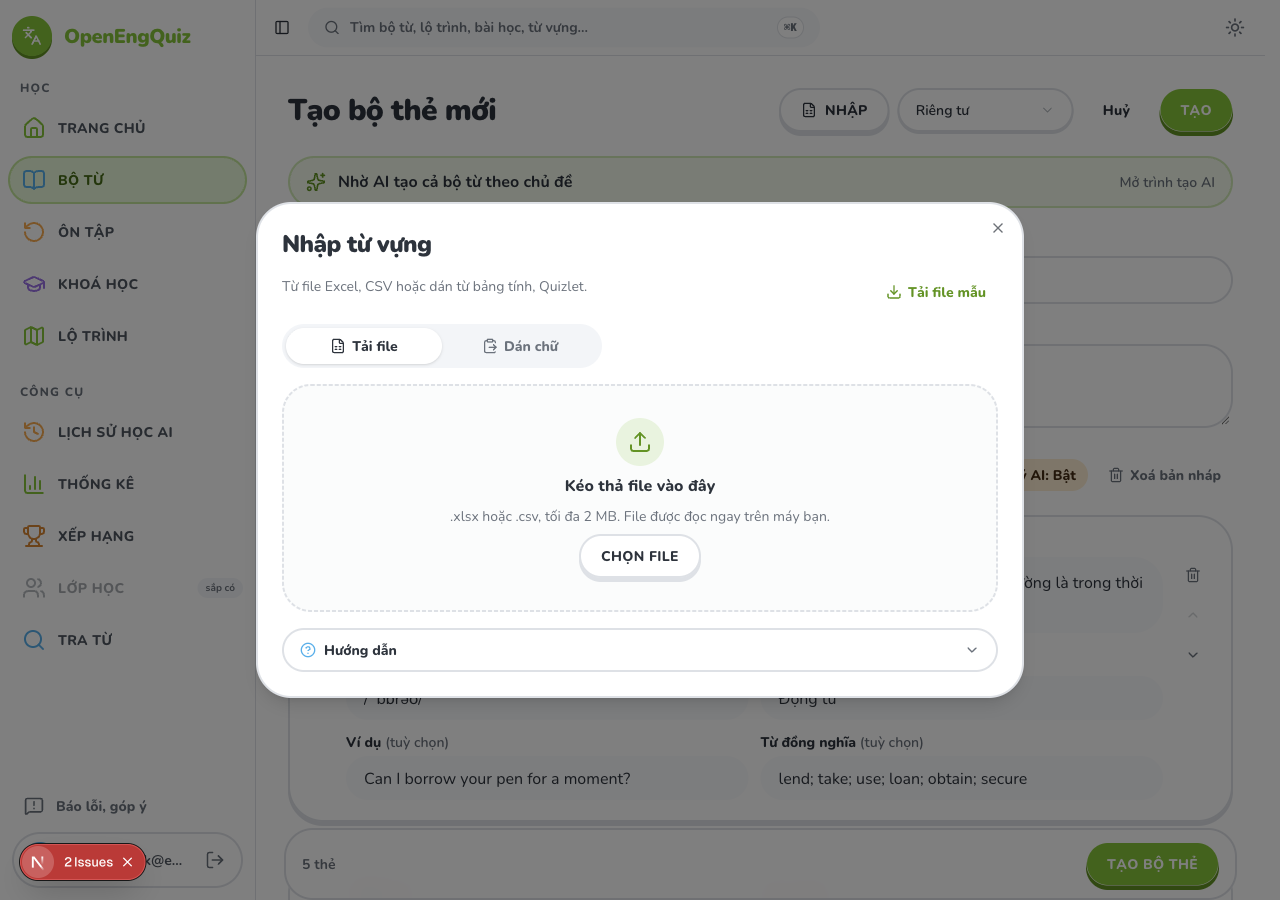 OpenEngQuiz
Tìm bộ từ, lộ trình, bài học, từ vựng...
⌘K
HỌC
TRANG CHỦ
BỘ TỪ
ÔN TẬP
KHOÁ HỌC
LỘ TRÌNH
CÔNG CỤ
LỊCH SỬ HỌC AI
THỐNG KÊ
XẾP HẠNG
LỚP HỌC
sắp có
TRA TỪ
Báo lỗi, góp ý
2 Issues
k@e...
Tạo bộ thẻ mới
NHẬP
Riêng tư
Huỷ
TẠO
Nhờ AI tạo cả bộ từ theo chủ đề
Mở trình tạo AI
Nhập từ vựng
Từ file Excel, CSV hoặc dán từ bảng tính, Quizlet.
Tải file mẫu
Tải file
Dán chữ
Kéo thả file vào đây
.xlsx hoặc .csv, tối đa 2 MB. File được đọc ngay trên máy bạn.
CHỌN FILE
Hướng dẫn
AI: Bật
Xoá bản nháp
là trong thời
Động từ
Ví dụ (tuỳ chọn)
Từ đồng nghĩa (tuỳ chọn)
Can I borrow your pen for a moment?
lend; take; use; loan; obtain; secure
5 thẻ
TẠO BỘ THẺ